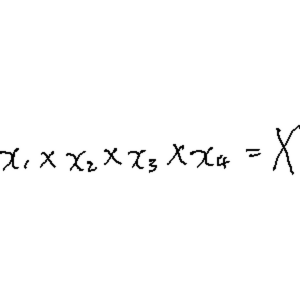 x₁ × x₂ × x₃ × x₄ = X